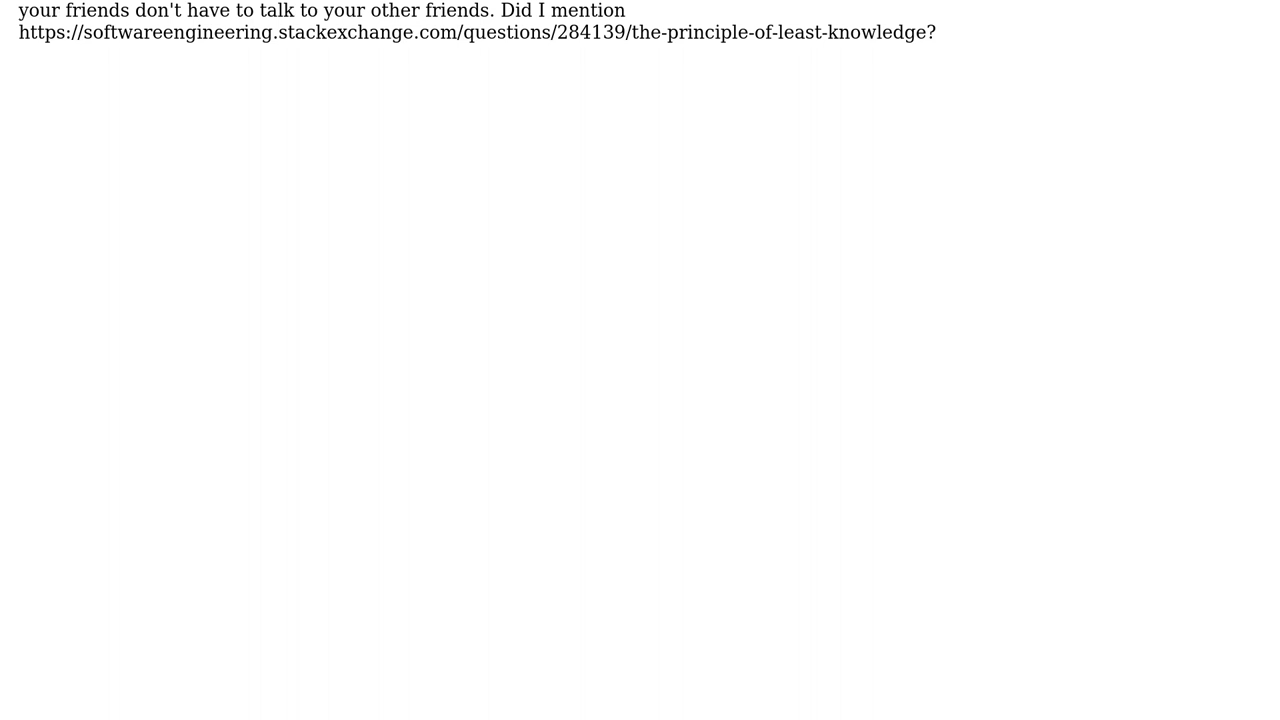 your friends don't have to talk to your other friends. Did I mention
https://softwareengineering.stackexchange.com/questions/284139/the-principle-of-least-knowledge?